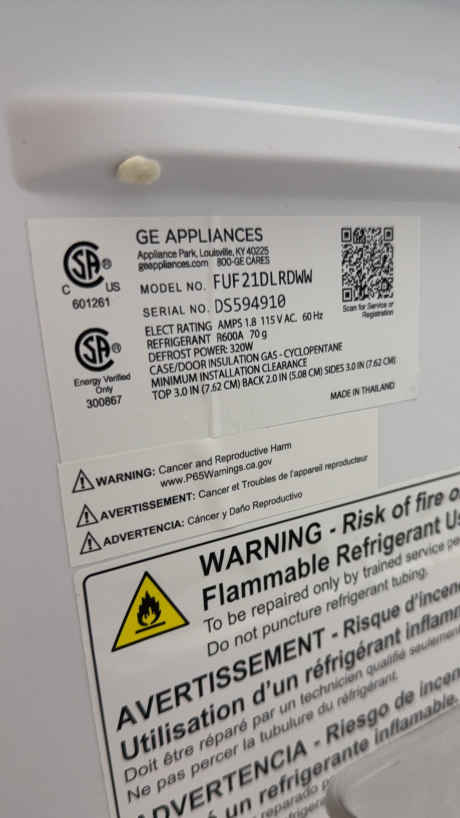 GE APPLIANCES
Appliance Park, Louisville, KY 40225
geappliances.com 800-GE CARES
MODEL NO. FUF21DLRDWW
SERIAL NO. DS594910
ELECT RATING AMPS 1.8 115 V AC. 60 Hz
REFRIGERANT R600A 70 g
DEFROST POWER: 320W
CASE/DOOR INSULATION GAS - CYCLOPENTANE
MINIMUM INSTALLATION CLEARANCE
TOP 3.0 IN (7.62 CM) BACK 2.0 IN (5.08 CM) SIDES 3.0 IN (7.62 CM)
MADE IN THAILAND
SA®
C US
601261
SA®
Energy Verified
Only
300867
Scan for Service or
Registration
WARNING: Cancer and Reproductive Harm
www.P65Warnings.ca.gov
AVERTISSEMENT: Cancer et Troubles de l'appareil reproducteur
ADVERTENCIA: Cáncer y Daño Reproductivo
WARNING - Risk of fire
Flammable Refrigerant
To be repaired only by trained service
Do not puncture refrigerant tubing.
AVERTISSEMENT - Risque
Utilisation d'un réfrigérant
Doit être réparé par un technicien qualifié seulement
Ne pas percer la tubulure du réfrigérant.
ADVERTENCIA - Riesgo de
un refrigerante inflamable.
reparado